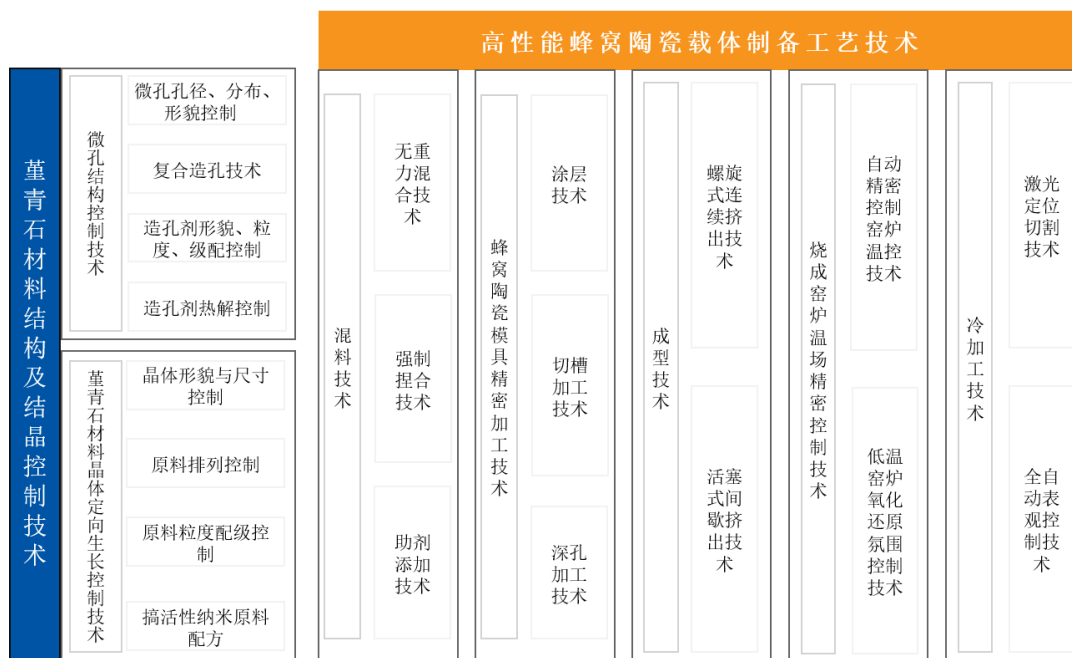 高性能蜂窝陶瓷载体制备工艺技术
堇青石材料结构及结晶控制技术
微孔结构控制技术
微孔孔径、分布、
形貌控制
复合造孔技术
造孔剂形貌、粒
度、级配控制
造孔剂热解控制
堇青石材料晶体定向生长控制技术
晶体形貌与尺寸
控制
原料排列控制
原料粒度配级控
制
搞活性纳米原料
配方
混料技术
无重
力混
合技
术
强制
捏合
技术
助剂
添加
技术
蜂窝陶瓷模具精密加工技术
涂层
技术
切槽
加工
技术
深孔
加工
技术
成型技术
螺旋
式连
续挤
出技
术
活塞
式间
歇挤
出技
术
烧成窑炉温场精密控制技术
自动
精密
控制
窑炉
温控
技术
低温
窑炉
氧化
还原
氛围
控制
技术
冷加工技术
激光
定位
切割
技术
全自
动表
观控
制技
术